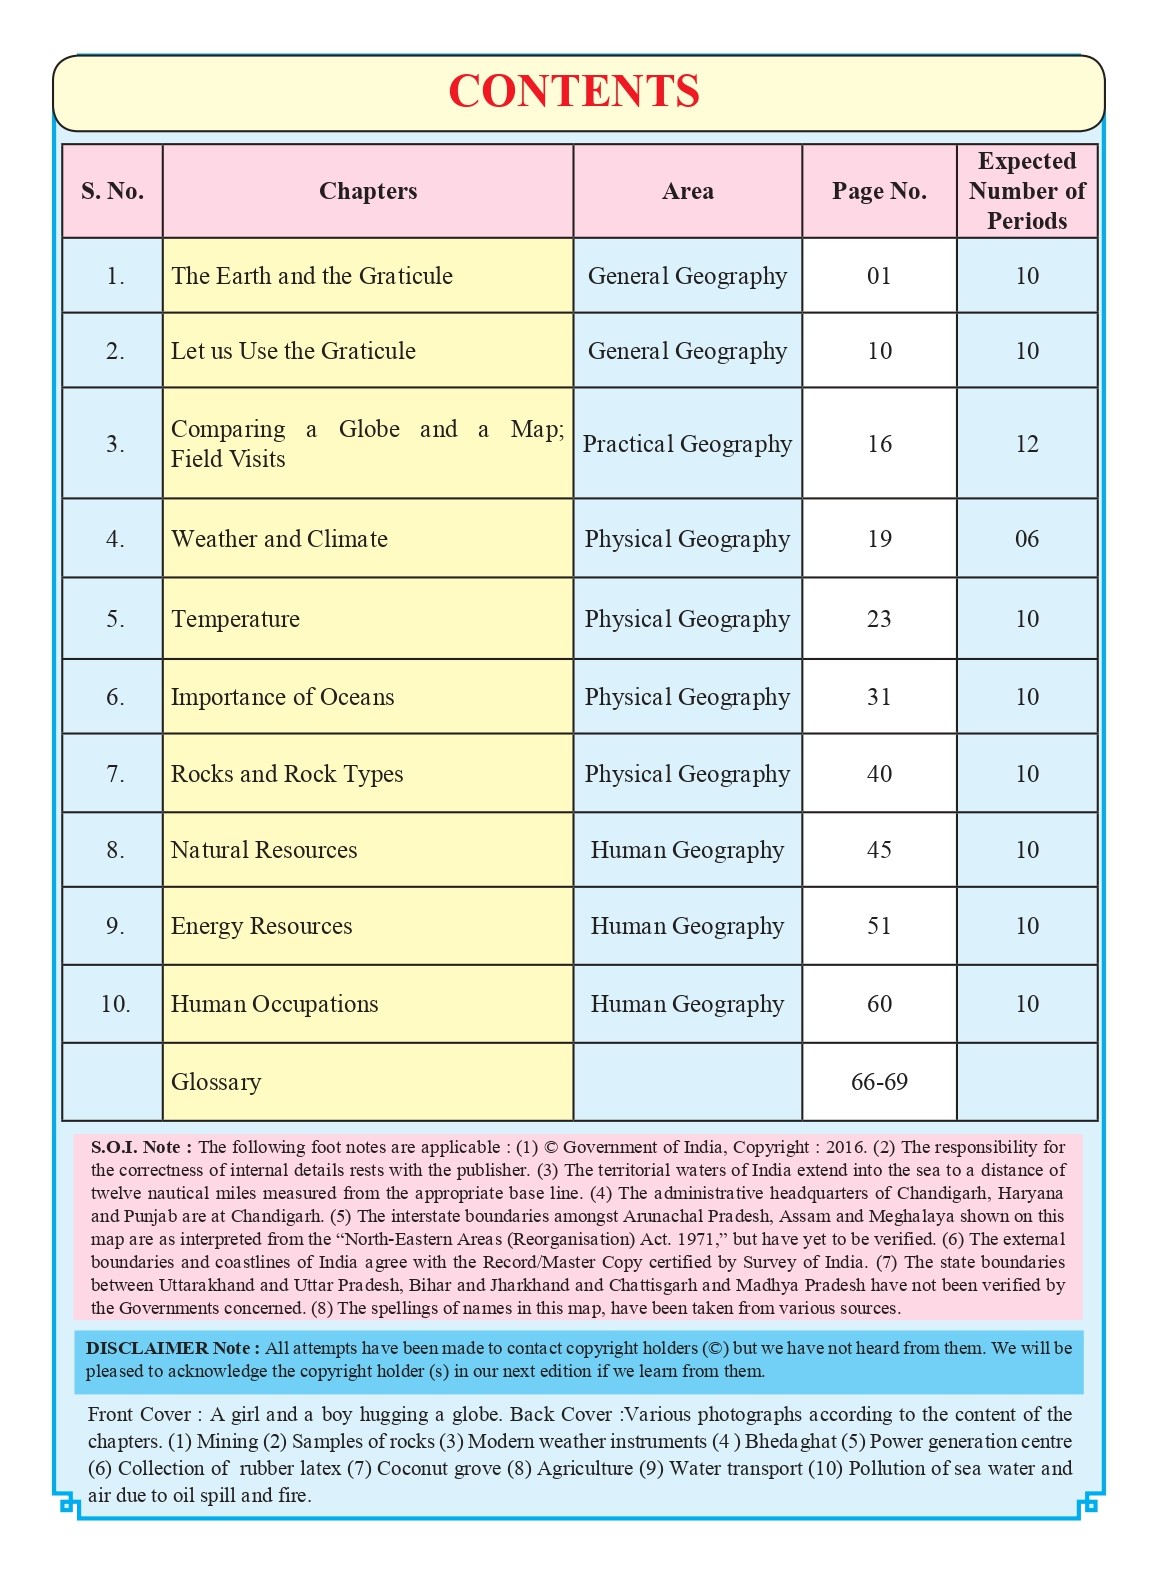 CONTENTS
S. No. Chapters Area Page No. Expected Number of Periods
1. The Earth and the Graticule General Geography 01 10
2. Let us Use the Graticule General Geography 10 10
3. Comparing a Globe and a Map; Field Visits Practical Geography 16 12
4. Weather and Climate Physical Geography 19 06
5. Temperature Physical Geography 23 10
6. Importance of Oceans Physical Geography 31 10
7. Rocks and Rock Types Physical Geography 40 10
8. Natural Resources Human Geography 45 10
9. Energy Resources Human Geography 51 10
10. Human Occupations Human Geography 60 10
Glossary 66-69
S.O.I. Note : The following foot notes are applicable : (1) © Government of India, Copyright : 2016. (2) The responsibility for
the correctness of internal details rests with the publisher. (3) The territorial waters of India extend into the sea to a distance of
twelve nautical miles measured from the appropriate base line. (4) The administrative headquarters of Chandigarh, Haryana
and Punjab are at Chandigarh. (5) The interstate boundaries amongst Arunachal Pradesh, Assam and Meghalaya shown on this
map are as interpreted from the “North-Eastern Areas (Reorganisation) Act. 1971,” but have yet to be verified. (6) The external
boundaries and coastlines of India agree with the Record/Master Copy certified by Survey of India. (7) The state boundaries
between Uttarakhand and Uttar Pradesh, Bihar and Jharkhand and Chattisgarh and Madhya Pradesh have not been verified by
the Governments concerned. (8) The spellings of names in this map, have been taken from various sources.
DISCLAIMER Note : All attempts have been made to contact copyright holders (©) but we have not heard from them. We will be
pleased to acknowledge the copyright holder (s) in our next edition if we learn from them.
Front Cover : A girl and a boy hugging a globe. Back Cover :Various photographs according to the content of the
chapters. (1) Mining (2) Samples of rocks (3) Modern weather instruments (4 ) Bhedaghat (5) Power generation centre
(6) Collection of rubber latex (7) Coconut grove (8) Agriculture (9) Water transport (10) Pollution of sea water and
air due to oil spill and fire.